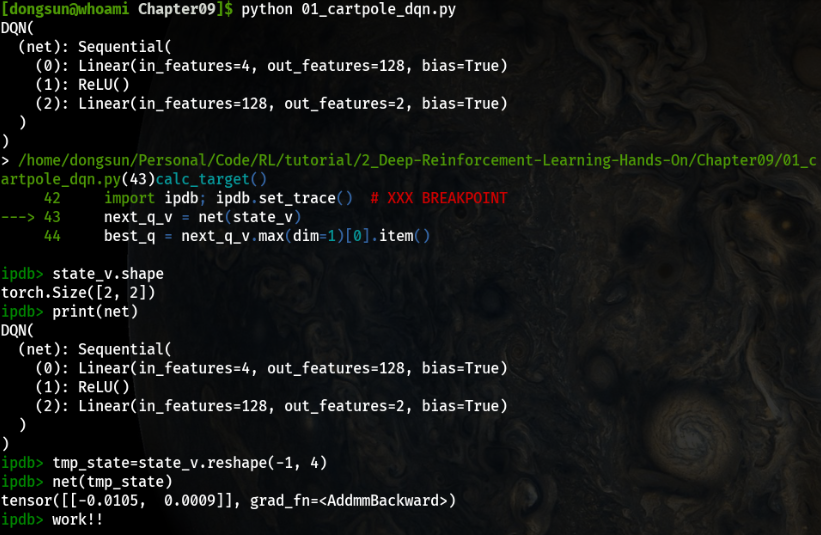 [dongsun@whoami Chapter09]$ python 01_cartpole_dqn.py
DQN(
  (net): Sequential(
    (0): Linear(in_features=4, out_features=128, bias=True)
    (1): ReLU()
    (2): Linear(in_features=128, out_features=2, bias=True)
  )
)
> /home/dongsun/Personal/Code/RL/tutorial/2_Deep-Reinforcement-Learning-Hands-On/Chapter09/01_c
artpole_dqn.py(43)calc_target()
     42     import ipdb; ipdb.set_trace()  # XXX BREAKPOINT
---> 43     next_q_v = net(state_v)
     44     best_q = next_q_v.max(dim=1)[0].item()
ipdb> state_v.shape
torch.Size([2, 2])
ipdb> print(net)
DQN(
  (net): Sequential(
    (0): Linear(in_features=4, out_features=128, bias=True)
    (1): ReLU()
    (2): Linear(in_features=128, out_features=2, bias=True)
  )
)
ipdb> tmp_state=state_v.reshape(-1, 4)
ipdb> net(tmp_state)
tensor([[-0.0105,  0.0009]], grad_fn=<AddmmBackward>)
ipdb> work!!